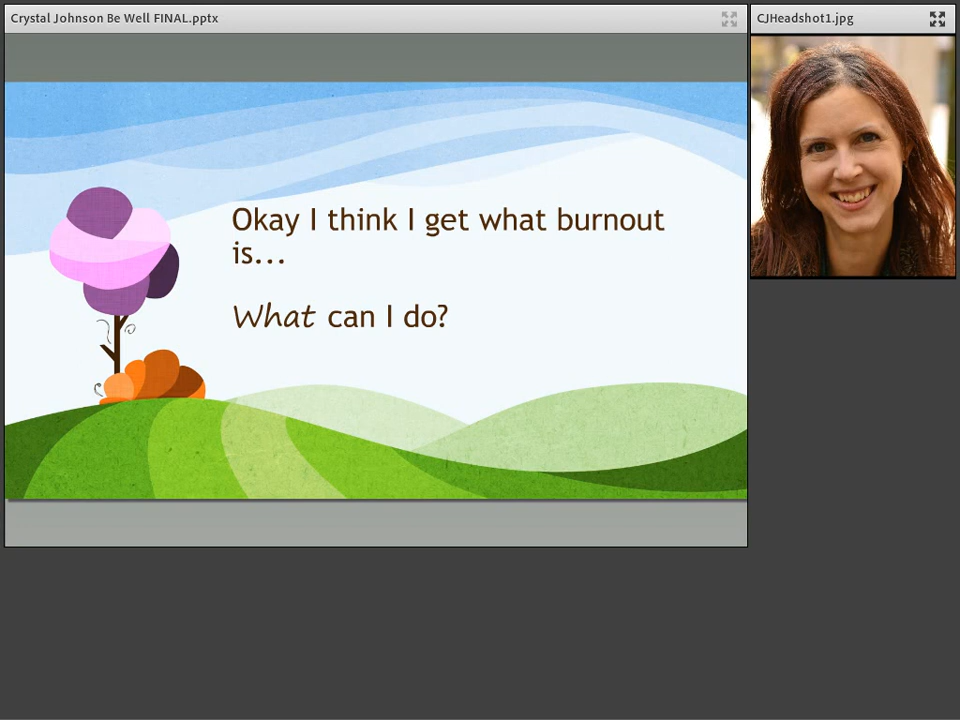 Crystal Johnson Be Well FINAL.pptx
CJHeadshot1.jpg
Okay I think I get what burnout
is...
What can I do?